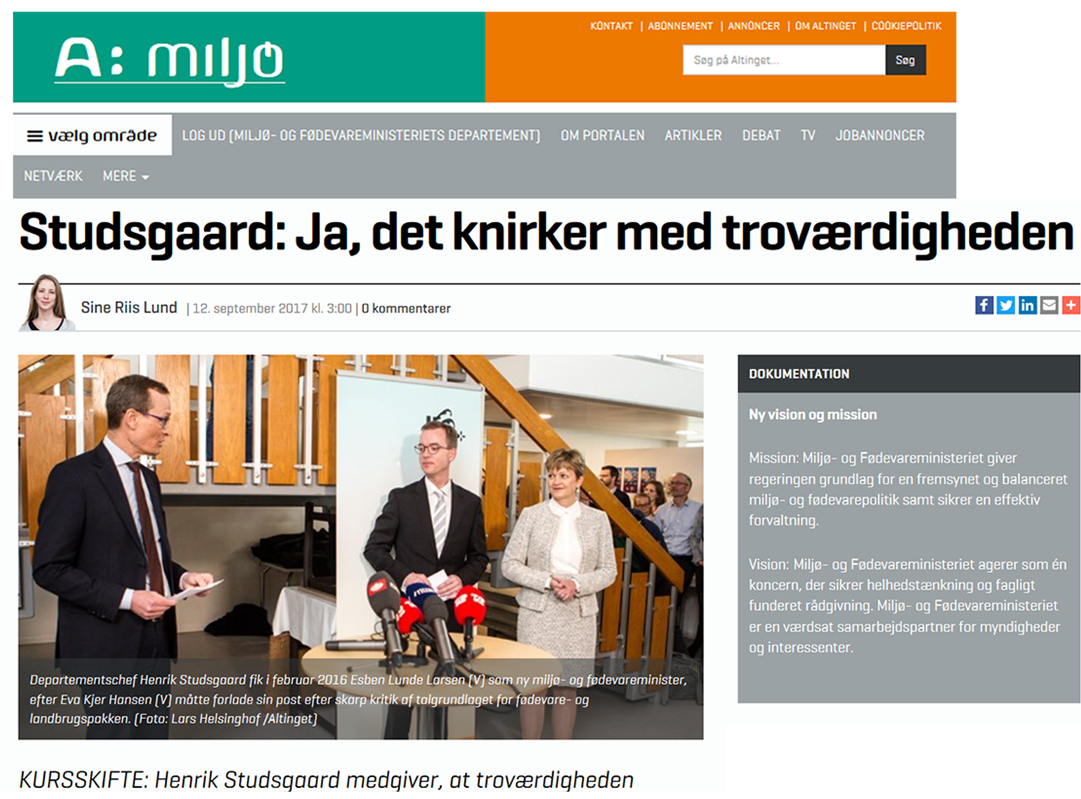 A: miljø
KONTAKT | ABONNEMENT | ANNONCER | OM ALTINGET | COOKIEPOLITIK
Søg på Altinget...
Søg
vælg område
LOG UD (MILJØ- OG FØDEVAREMINISTERIETS DEPARTEMENT)
OM PORTALEN
ARTIKLER
DEBAT
TV
JOBANNONCER
NETVÆRK
MERE
Studsgaard: Ja, det knirker med troværdigheden
Sine Riis Lund | 12. september 2017 kl. 3:00 | 0 kommentarer
Departementschef Henrik Studsgaard fik i februar 2016 Esben Lunde Larsen (V) som ny miljø- og fødevareminister,
efter Eva Kjer Hansen (V) måtte forlade sin post efter skarp kritik af talgrundlaget for fødevare- og
landbrugspakken. (Foto: Lars Helsinghof /Altinget)
DOKUMENTATION
Ny vision og mission
Mission: Miljø- og Fødevareministeriet giver
regeringen grundlag for en fremsynet og balanceret
miljø- og fødevarepolitik samt sikrer en effektiv
forvaltning.
Vision: Miljø- og Fødevareministeriet agerer som én
koncern, der sikrer helhedstænkning og fagligt
funderet rådgivning. Miljø- og Fødevareministeriet
er en værdsat samarbejdspartner for myndigheder
og interessenter.
KURSSKIFTE: Henrik Studsgaard medgiver, at troværdigheden